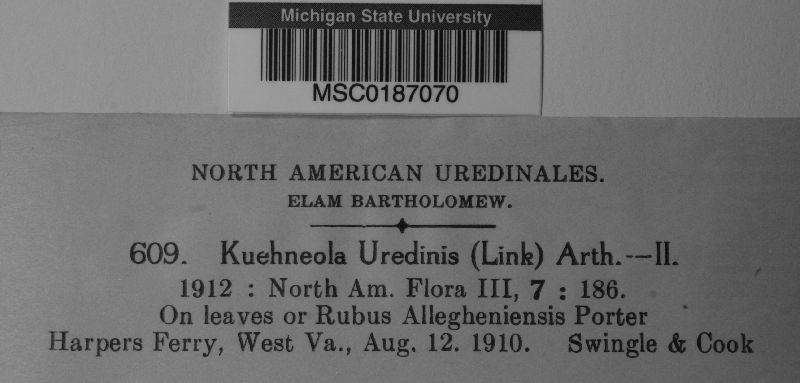 Michigan State University
MSC0187070
NORTH AMERICAN UREDINALES.
ELAM BARTHOLOMEW.
609. Kuehneola Uredinis (Link) Arth.--II.
1912 : North Am. Flora III, 7 : 186.
On leaves or Rubus Allegheniensis Porter
Harpers Ferry, West Va., Aug. 12. 1910. Swingle & Cook